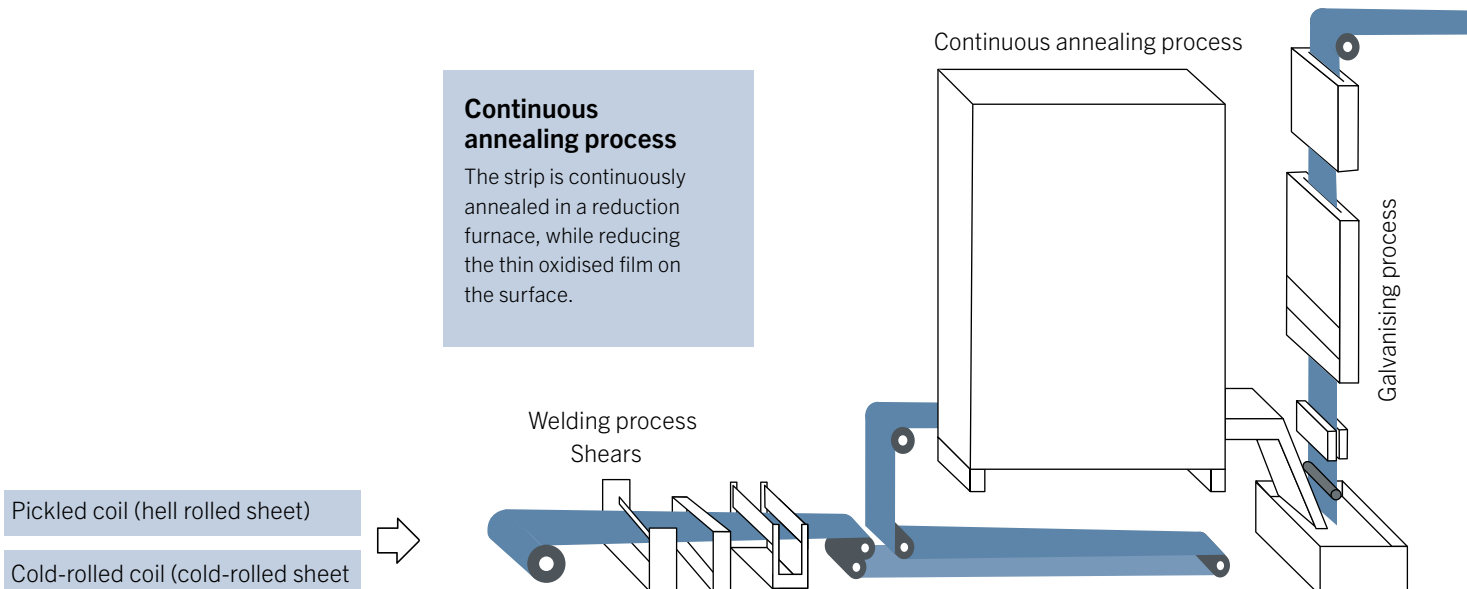 Continuous annealing process
Continuous
annealing process
The strip is continuously
annealed in a reduction
furnace, while reducing
the thin oxidised film on
the surface.
Galvanising process
Welding process
Shears
Pickled coil (hell rolled sheet)
Cold-rolled coil (cold-rolled sheet